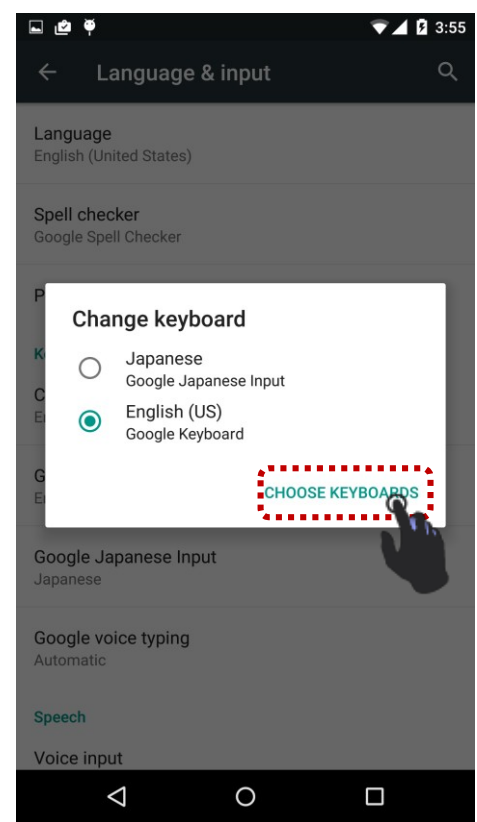 3:55
Language & input
Language
English (United States)
Spell checker
Google Spell Checker
P
Change keyboard
K
Japanese
Google Japanese Input
C
E
English (US)
Google Keyboard
G
E
CHOOSE KEYBOARDS
Google Japanese Input
Japanese
Google voice typing
Automatic
Speech
Voice input